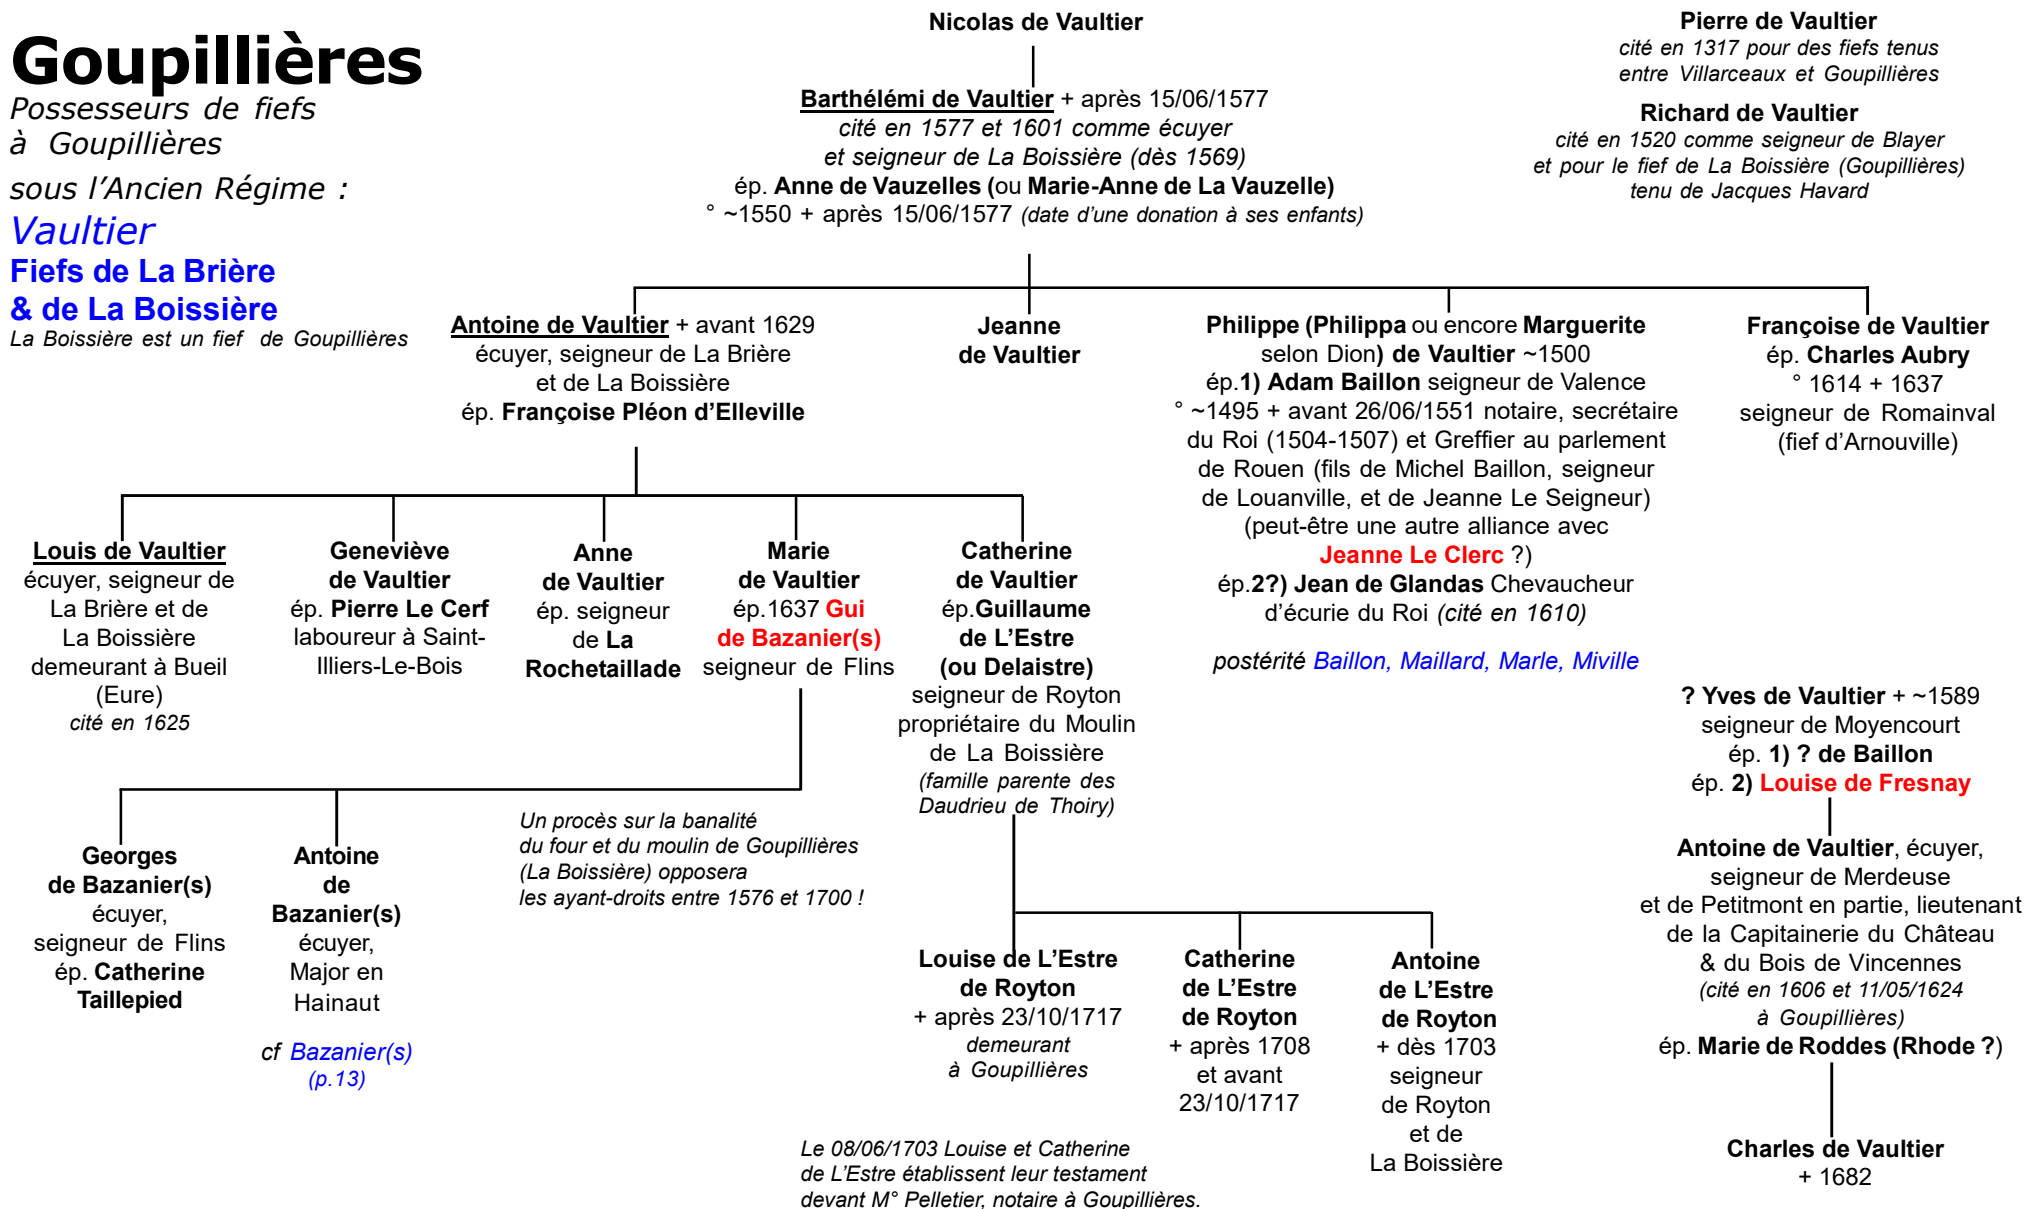 Goupillières
Possesseurs de fiefs
à Goupillières
sous l'Ancien Régime :
Vaultier
Fiefs de La Brière
& de La Boissière
La Boissière est un fief de Goupillières
Nicolas de Vaultier
Barthélémi de Vaultier + après 15/06/1577
cité en 1577 et 1601 comme écuyer
et seigneur de La Boissière (dès 1569)
ép. Anne de Vauzelles (ou Marie-Anne de La Vauzelle)
° ~1550 + après 15/06/1577 (date d'une donation à ses enfants)
Pierre de Vaultier
cité en 1317 pour des fiefs tenus
entre Villarceaux et Goupillières
Richard de Vaultier
cité en 1520 comme seigneur de Blayer
et pour le fief de La Boissière (Goupillières)
tenu de Jacques Havard
Antoine de Vaultier + avant 1629
écuyer, seigneur de La Brière
et de La Boissière
ép. Françoise Pléon d'Elleville
Jeanne
de Vaultier
Philippe (Philippa ou encore Marguerite
selon Dion) de Vaultier ~1500
ép.1) Adam Baillon seigneur de Valence
° ~1495 + avant 26/06/1551 notaire, secrétaire
du Roi (1504-1507) et Greffier au parlement
de Rouen (fils de Michel Baillon, seigneur
de Louanville, et de Jeanne Le Seigneur)
(peut-être une autre alliance avec
Jeanne Le Clerc ?)
ép.2?) Jean de Glandas Chevaucheur
d'écurie du Roi (cité en 1610)
postérité Baillon, Maillard, Marle, Miville
Françoise de Vaultier
ép. Charles Aubry
° 1614 + 1637
seigneur de Romainval
(fief d'Arnouville)
Louis de Vaultier
écuyer, seigneur de
La Brière et de
La Boissière
demeurant à Bueil
(Eure)
cité en 1625
Geneviève
de Vaultier
ép. Pierre Le Cerf
laboureur à Saint-
Illiers-Le-Bois
Anne
de Vaultier
ép. seigneur
de La
Rochetaillade
Marie
de Vaultier
ép.1637 Gui
de Bazanier(s)
seigneur de Flins
Catherine
de Vaultier
ép.Guillaume
de L'Estre
(ou Delaistre)
seigneur de Royton
propriétaire du Moulin
de La Boissière
(famille parente des
Daudrieu de Thoiry)
? Yves de Vaultier + ~1589
seigneur de Moyencourt
ép. 1) ? de Baillon
ép. 2) Louise de Fresnay
Antoine de Vaultier, écuyer,
seigneur de Merdeuse
et de Petitmont en partie, lieutenant
de la Capitainerie du Château
& du Bois de Vincennes
(cité en 1606 et 11/05/1624
à Goupillières)
ép. Marie de Roddes (Rhode ?)
Charles de Vaultier
+ 1682
Georges
de Bazanier(s)
écuyer,
seigneur de Flins
ép. Catherine
Taillepied
Antoine
de
Bazanier(s)
écuyer,
Major en
Hainaut
cf Bazanier(s)
(p.13)
Un procès sur la banalité
du four et du moulin de Goupillières
(La Boissière) opposera
les ayant-droits entre 1576 et 1700 !
Louise de L'Estre
de Royton
+ après 23/10/1717
demeurant
à Goupillières
Catherine
de L'Estre
de Royton
+ après 1708
et avant
23/10/1717
Antoine
de L'Estre
de Royton
+ dès 1703
seigneur
de Royton
et de
La Boissière
Le 08/06/1703 Louise et Catherine
de L'Estre établissent leur testament
devant M° Pelletier, notaire à Goupillières.